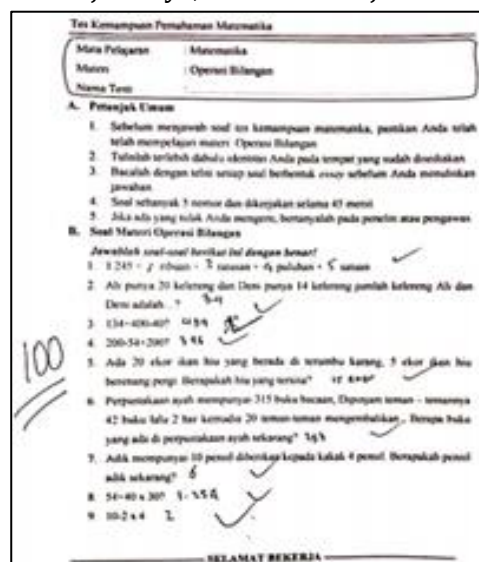 Tes Kemampuan Pemahaman Matematika
Mata Pelajaran : Matematika
Materi : Operasi Bilangan
Nama Testi :
A. Petunjuk Umum
1. Sebelum menjawab soal tes kemampuan matematika, pastikan Anda telah
telah mempelajari materi Operasi Bilangan
2. Tulislah terlebih dahulu identitas Anda pada tempat yang sudah disediakan
3. Bacalah dengan teliti setiap soal berbentuk essay sebelum Anda menuliskan
jawaban
4. Soal sebanyak 5 nomor dan dikerjakan selama 45 menit
5. Jika ada yang tidak Anda mengerti, bertanyalah pada peneliti atau pengawas
B. Soal Materi Operasi Bilangan
Jawablah soal-soal berikut ini dengan benar!
1. 1.245 = ribuan + 2 ratusan + 4 puluhan + 5 satuan
2. Ali punya 20 kelereng dan Deni punya 14 kelereng jumlah kelereng Ali dan
Deni adalah...? 34
3. 134+400-40?
4. 200-54+200? 346
5. Ada 20 ekor ikan hiu yang berada di terumbu karang, 5 ekor ikan hiu
berenang pergi. Berapakah hiu yang tersisa? 15 ekor
6. Perpustakaan ayah mempunyai 315 buku bacaan, Dipinjam teman - temannya
42 buku lalu 2 hari kemudia 20 teman-teman mengembalikan. Berapa buku
yang ada di perpustakaan ayah sekarang?
7. Adik mempunyai 10 pensil diberikan kepada kakak 4 pensil. Berapakah pensil
adik sekarang? 6
8. 54+40 x 30?
9. 10-2 x 4 2
100
SELAMAT BEKERJA